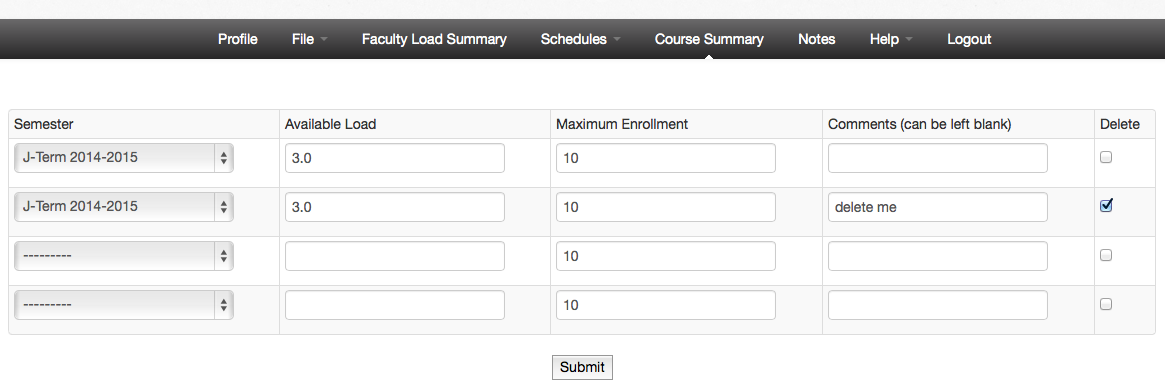 Profile File Faculty Load Summary Schedules Course Summary Notes Help Logout
Semester Available Load Maximum Enrollment Comments (can be left blank) Delete
J-Term 2014-2015 3.0 10
J-Term 2014-2015 3.0 10 delete me
--------- 10
--------- 10
Submit